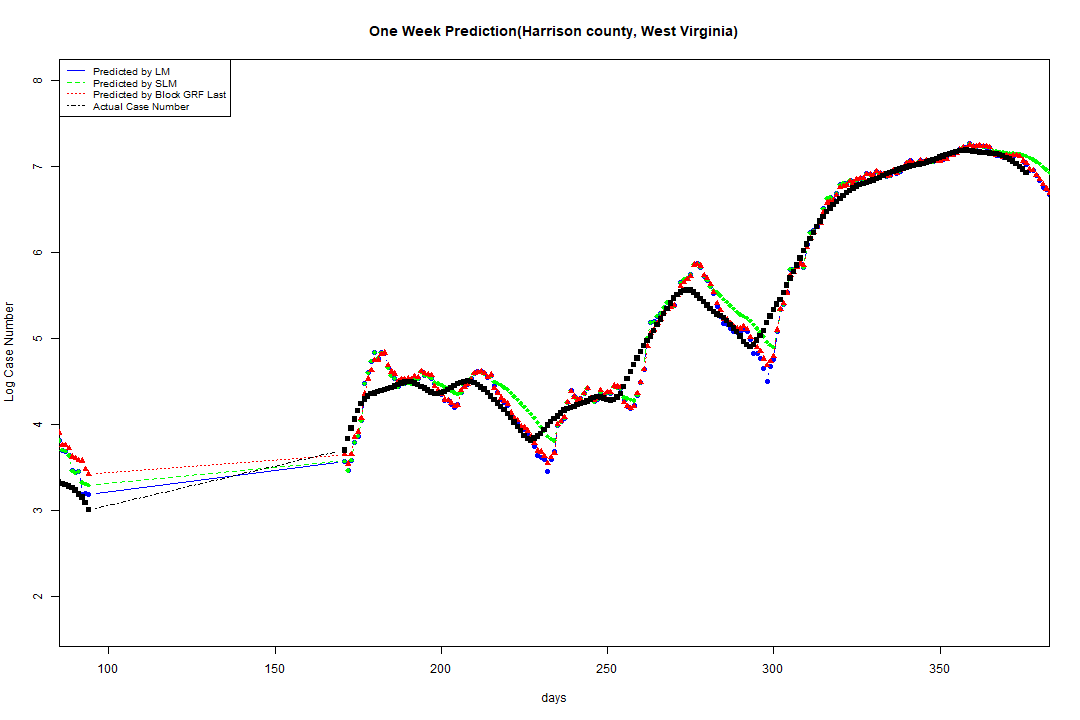 One Week Prediction(Harrison county, West Virginia)
Predicted by LM
Predicted by SLM
Predicted by Block GRF Last
Actual Case Number
8
7
6
5
4
3
2
Log Case Number
100 150 200 250 300 350
days